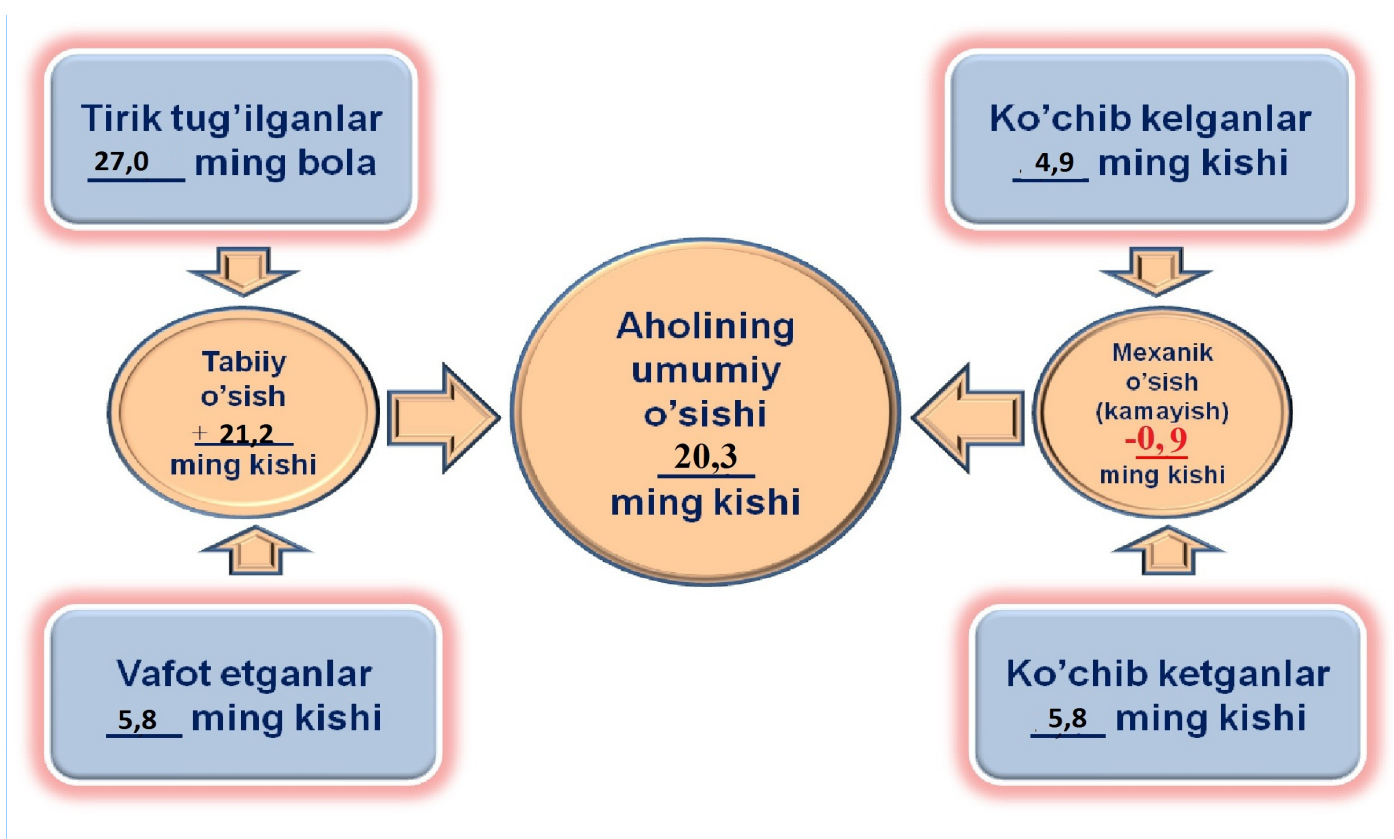 Tirik tug’ilganlar
27,0 ming bola
Ko’chib kelganlar
4,9 ming kishi
Tabiiy
o’sish
+ 21,2
ming kishi
Aholining
umumiy
o’sishi
20,3
ming kishi
Mexanik
o’sish
(kamayish)
-0,9
ming kishi
Vafot etganlar
5,8 ming kishi
Ko’chib ketganlar
5,8 ming kishi